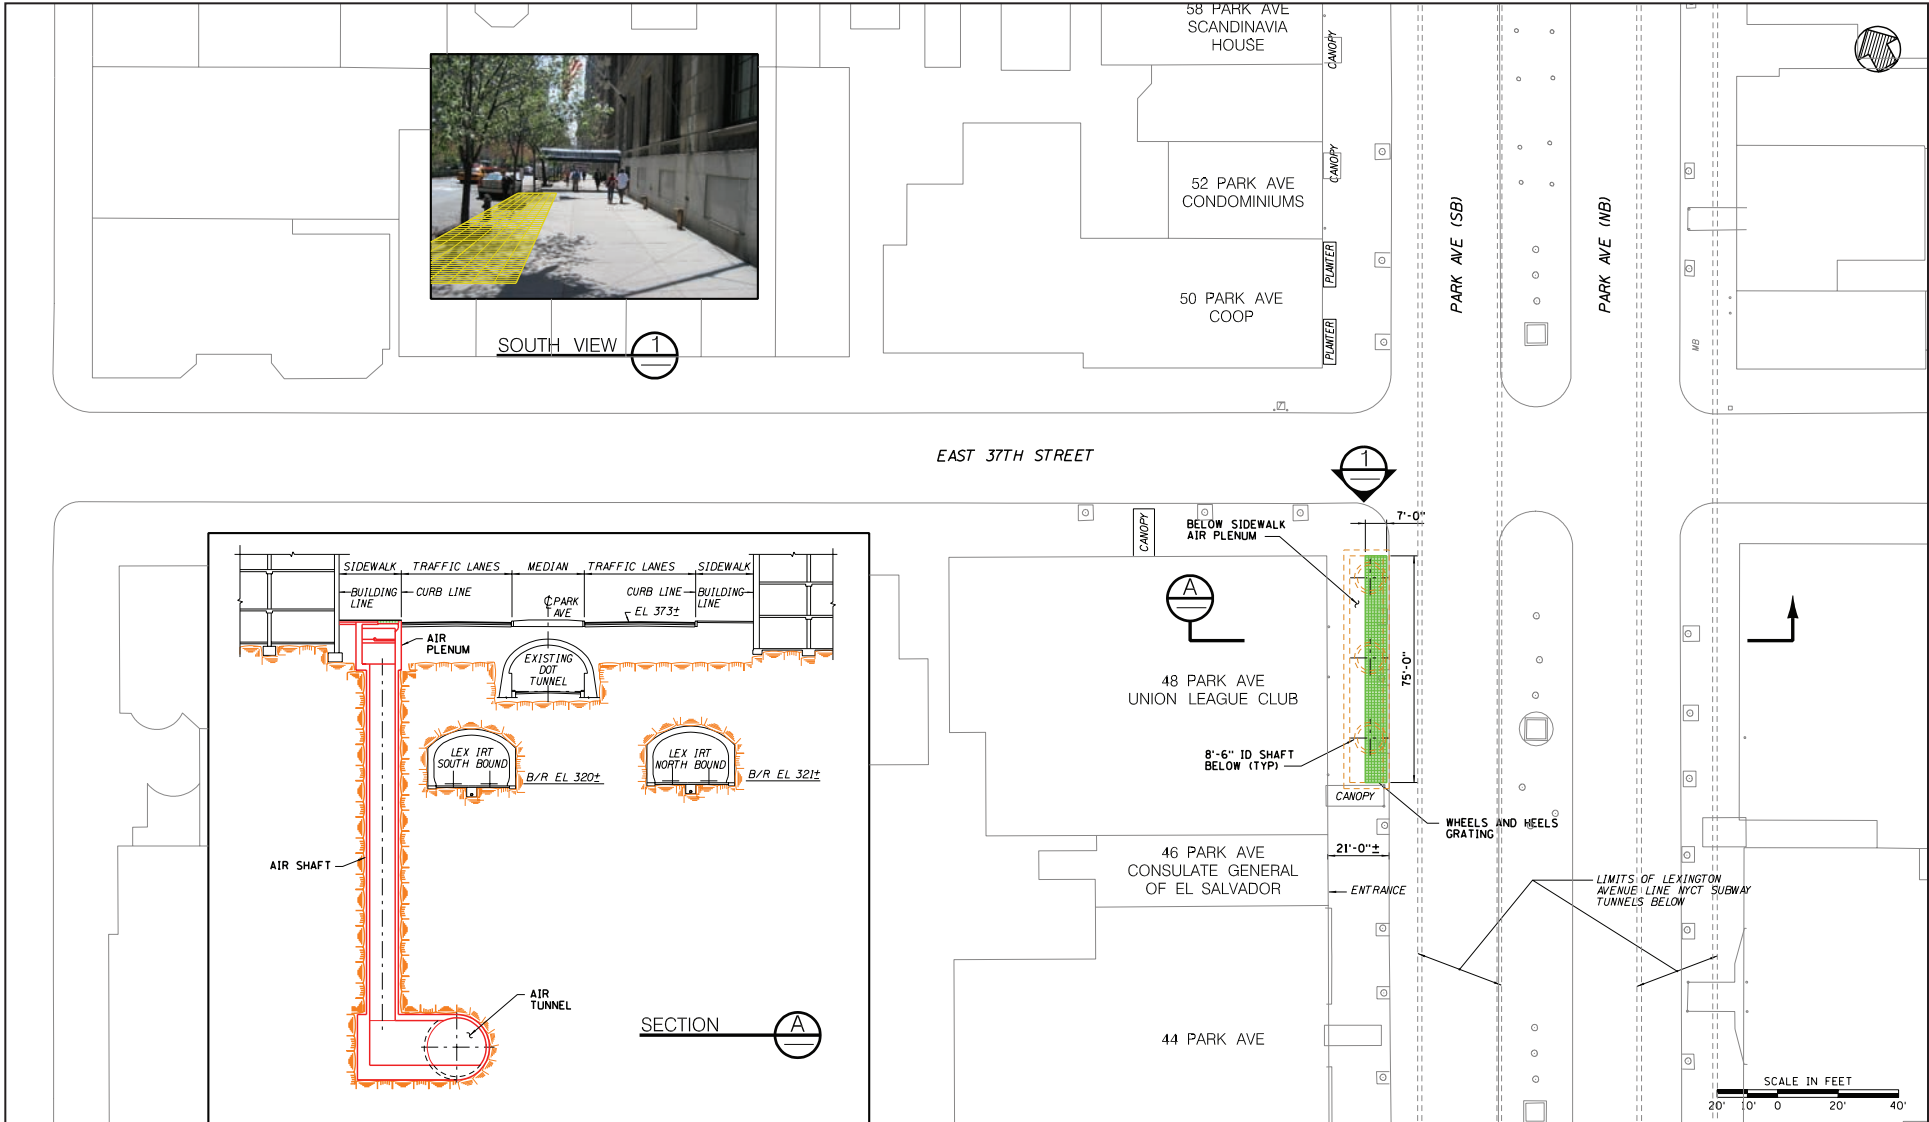 58 PARK AVE
SCANDINAVIA
HOUSE
CANOPY
52 PARK AVE
CONDOMINIUMS
CANOPY
50 PARK AVE
COOP
PLANTER
PLANTER
PARK AVE (SB)
PARK AVE (NB)
MB
SOUTH VIEW
1
EAST 37TH STREET
1
7'-0"
BELOW SIDEWALK
AIR PLENUM
CANOPY
A
75'-0"
48 PARK AVE
UNION LEAGUE CLUB
8'-6" ID SHAFT
BELOW (TYP)
CANOPY
WHEELS AND HEELS
GRATING
21'-0"±
46 PARK AVE
CONSULATE GENERAL
OF EL SALVADOR
ENTRANCE
LIMITS OF LEXINGTON
AVENUE LINE NYCT SUBWAY
TUNNELS BELOW
44 PARK AVE
SIDEWALK
TRAFFIC LANES
MEDIAN
TRAFFIC LANES
SIDEWALK
BUILDING
LINE
CURB LINE
℄ PARK
AVE
CURB LINE
BUILDING
LINE
EL 373±
AIR
PLENUM
EXISTING
DOT
TUNNEL
LEX IRT
SOUTH BOUND
B/R EL 320±
LEX IRT
NORTH BOUND
B/R EL 321±
AIR SHAFT
AIR
TUNNEL
SECTION
A
SCALE IN FEET
20' 10' 0 20' 40'